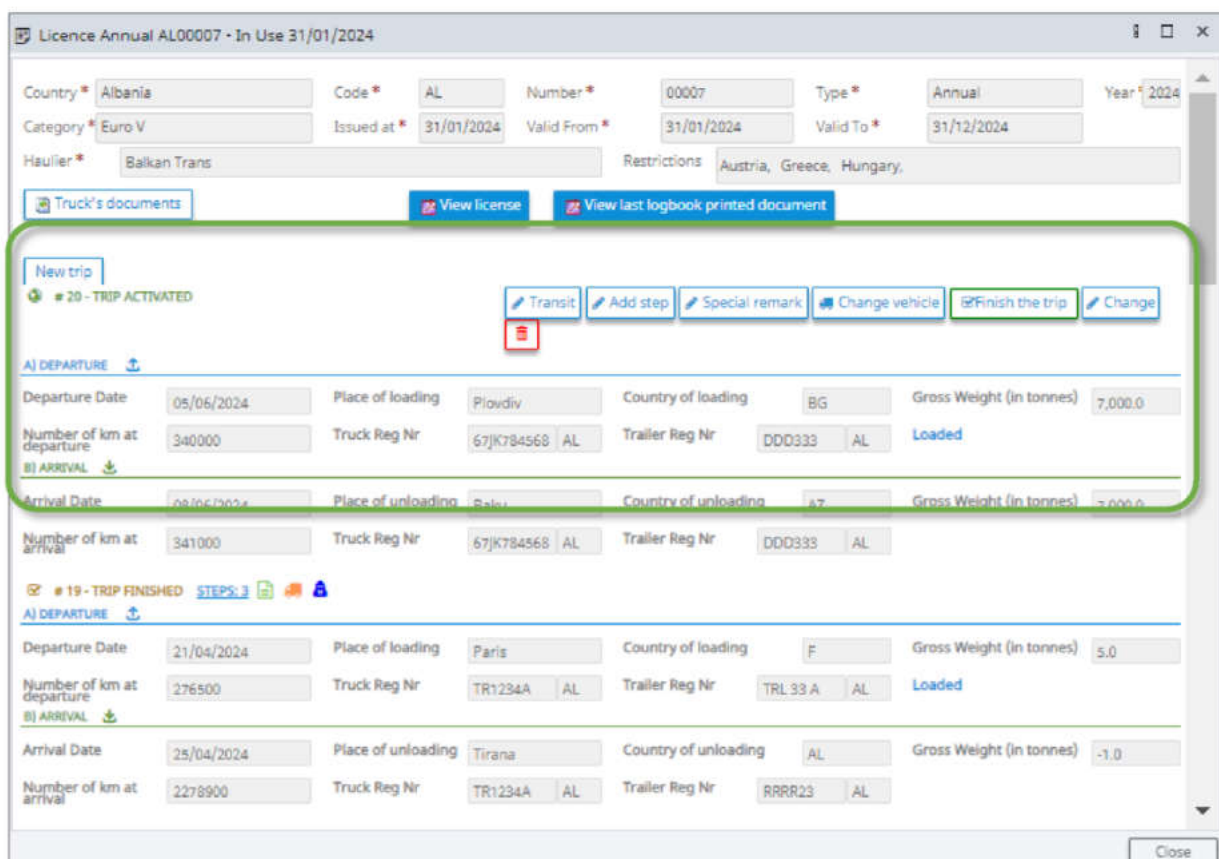 Licence Annual AL00007 - In Use 31/01/2024
Country * Albania Code * AL Number * 00007 Type * Annual Year * 2024
Category * Euro V Issued at * 31/01/2024 Valid From * 31/01/2024 Valid To * 31/12/2024
Haulier * Balkan Trans Restrictions Austria, Greece, Hungary,
Truck's documents View license View last logbook printed document
New trip
# 20 - TRIP ACTIVATED Transit Add step Special remark Change vehicle Finish the trip Change
A) DEPARTURE
Departure Date 05/06/2024 Place of loading Plovdiv Country of loading BG Gross Weight (in tonnes) 7,000.0
Number of km at departure 340000 Truck Reg Nr 67JK784568 AL Trailer Reg Nr DDD333 AL Loaded
B) ARRIVAL
Arrival Date 08/06/2024 Place of unloading Baku Country of unloading AZ Gross Weight (in tonnes) 7,000.0
Number of km at arrival 341000 Truck Reg Nr 67JK784568 AL Trailer Reg Nr DDD333 AL
# 19 - TRIP FINISHED STEPS: 3
A) DEPARTURE
Departure Date 21/04/2024 Place of loading Paris Country of loading F Gross Weight (in tonnes) 5.0
Number of km at departure 276500 Truck Reg Nr TR1234A AL Trailer Reg Nr TRL 33 A AL Loaded
B) ARRIVAL
Arrival Date 25/04/2024 Place of unloading Tirana Country of unloading AL Gross Weight (in tonnes) -1.0
Number of km at arrival 2278900 Truck Reg Nr TR1234A AL Trailer Reg Nr RRRR23 AL
Close